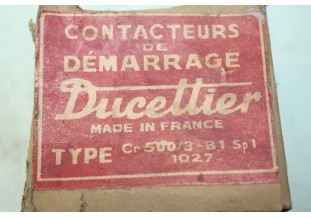 CONTACTEURS
DE
DÉMARRAGE
Ducellier
MADE IN FRANCE
TYPE Cr 500/3-B1 Sp1
1027